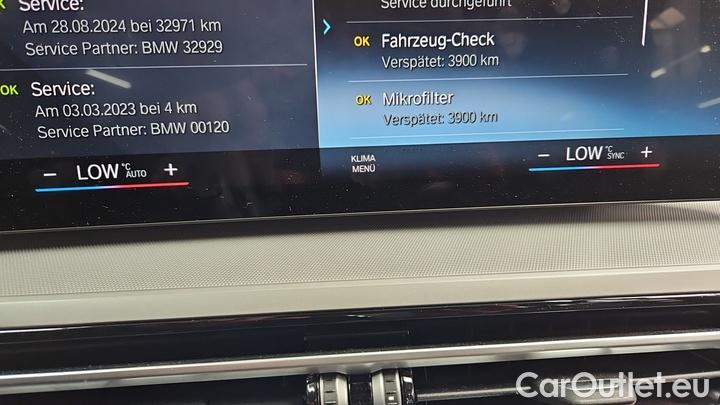 Service:
Am 28.08.2024 bei 32971 km
Service Partner: BMW 32929
OK Service:
Am 03.03.2023 bei 4 km
Service Partner: BMW 00120
Service durchgeführt
OK Fahrzeug-Check
Verspätet: 3900 km
OK Mikrofilter
Verspätet: 3900 km
− LOW °C AUTO +
KLIMA
MENÜ
− LOW °C SYNC +
CarOutlet.eu